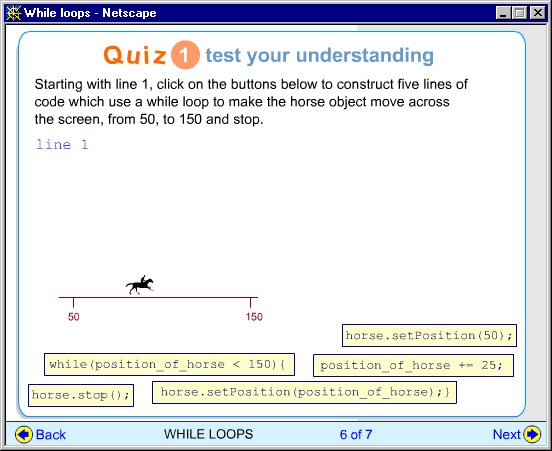 While loops - Netscape
Quiz 1 test your understanding
Starting with line 1, click on the buttons below to construct five lines of
code which use a while loop to make the horse object move across
the screen, from 50, to 150 and stop.
line 1
50 150
horse.setPosition(50);
while(position_of_horse < 150){ position_of_horse += 25;
horse.stop(); horse.setPosition(position_of_horse);}
Back WHILE LOOPS 6 of 7 Next